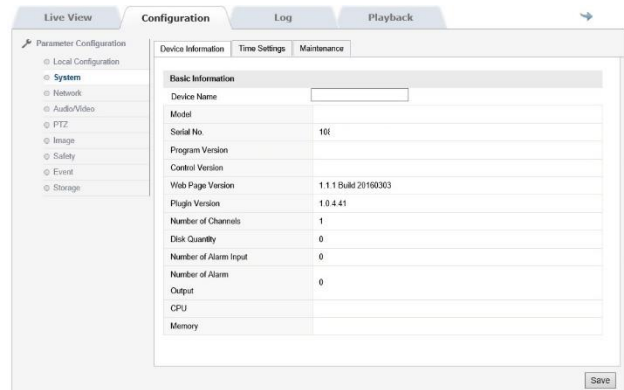 Live View Configuration Log Playback
Parameter Configuration
Local Configuration
System
Network
Audio/Video
PTZ
Image
Safety
Event
Storage
Device Information Time Settings Maintenance
Basic Information
Device Name
Model
Serial No. 108
Program Version
Control Version
Web Page Version 1.1.1 Build 20160303
Plugin Version 1.0.4.41
Number of Channels 1
Disk Quantity 0
Number of Alarm Input 0
Number of Alarm
Output 0
CPU
Memory
Save